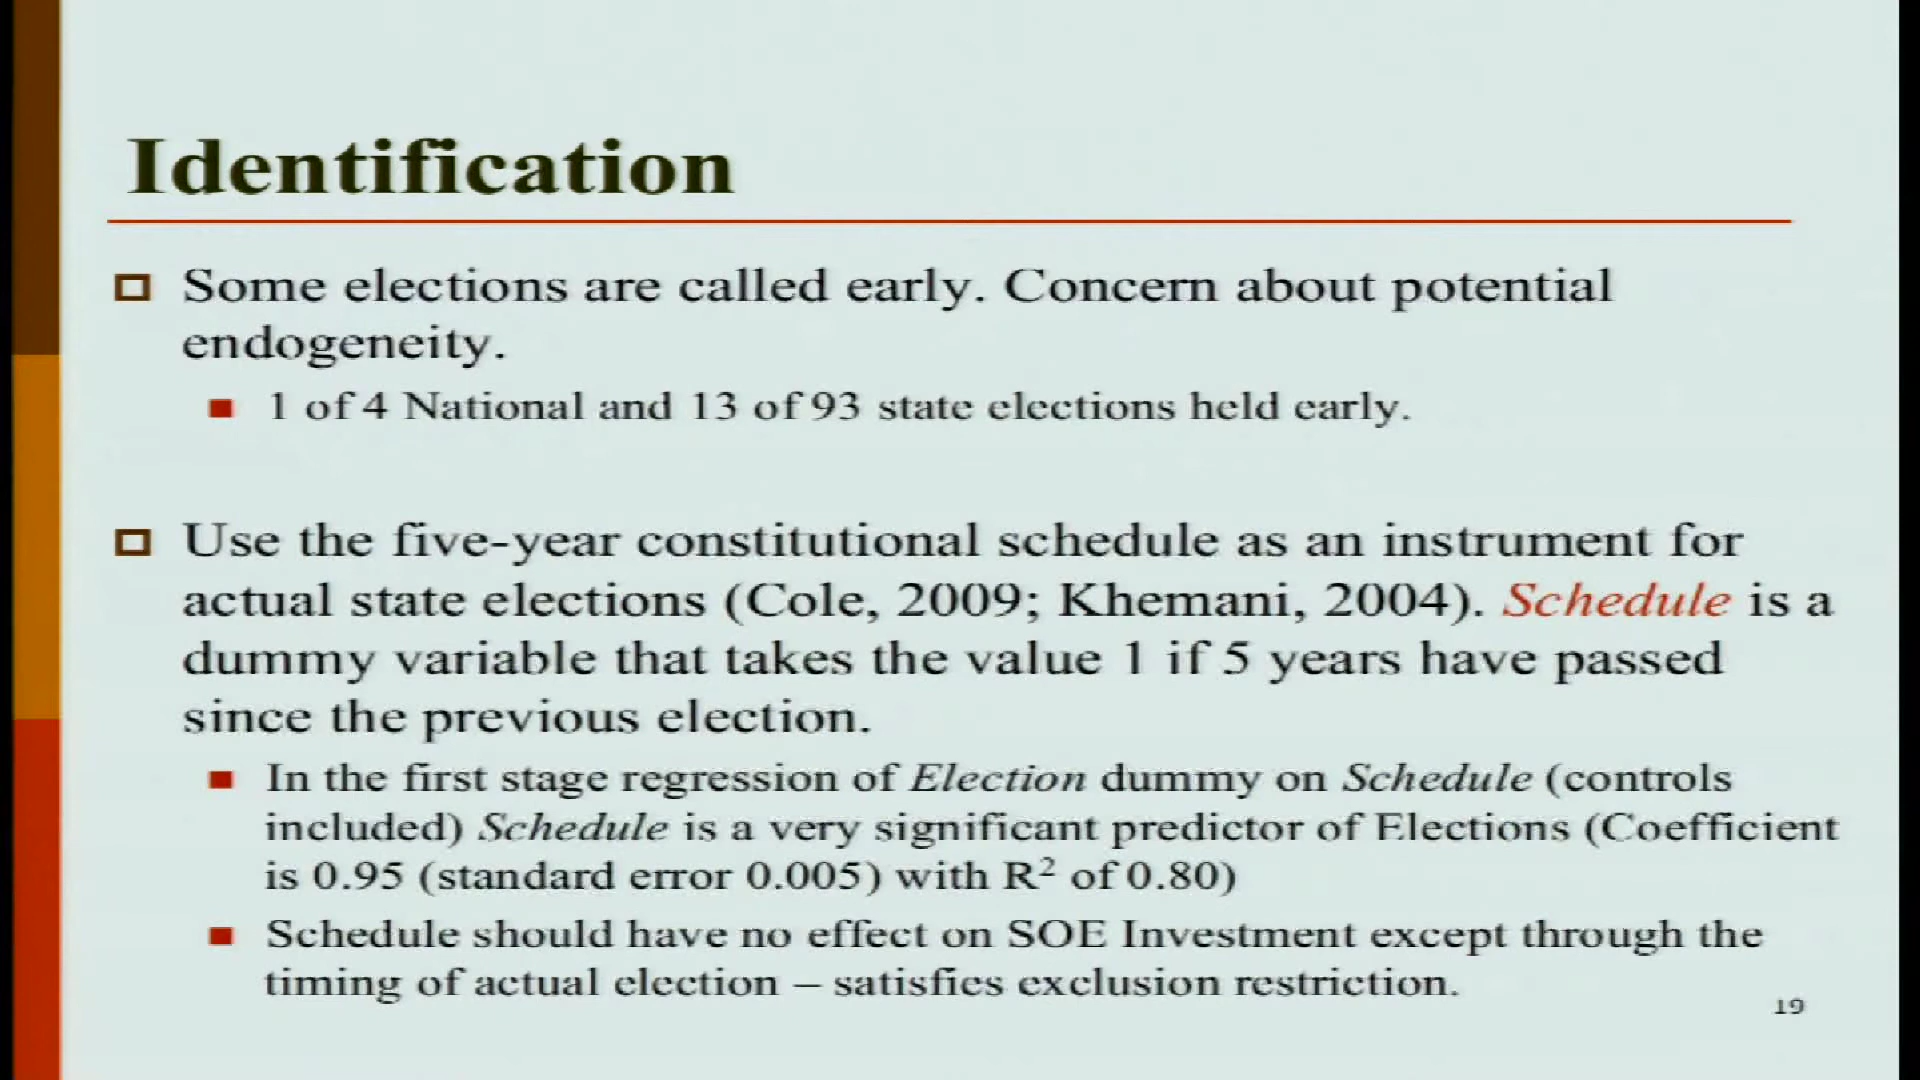 Identification
Some elections are called early. Concern about potential
endogeneity.
1 of 4 National and 13 of 93 state elections held early.
Use the five-year constitutional schedule as an instrument for
actual state elections (Cole, 2009; Khemani, 2004). Schedule is a
dummy variable that takes the value 1 if 5 years have passed
since the previous election.
In the first stage regression of Election dummy on Schedule (controls
included) Schedule is a very significant predictor of Elections (Coefficient
is 0.95 (standard error 0.005) with R² of 0.80)
Schedule should have no effect on SOE Investment except through the
timing of actual election – satisfies exclusion restriction.
19